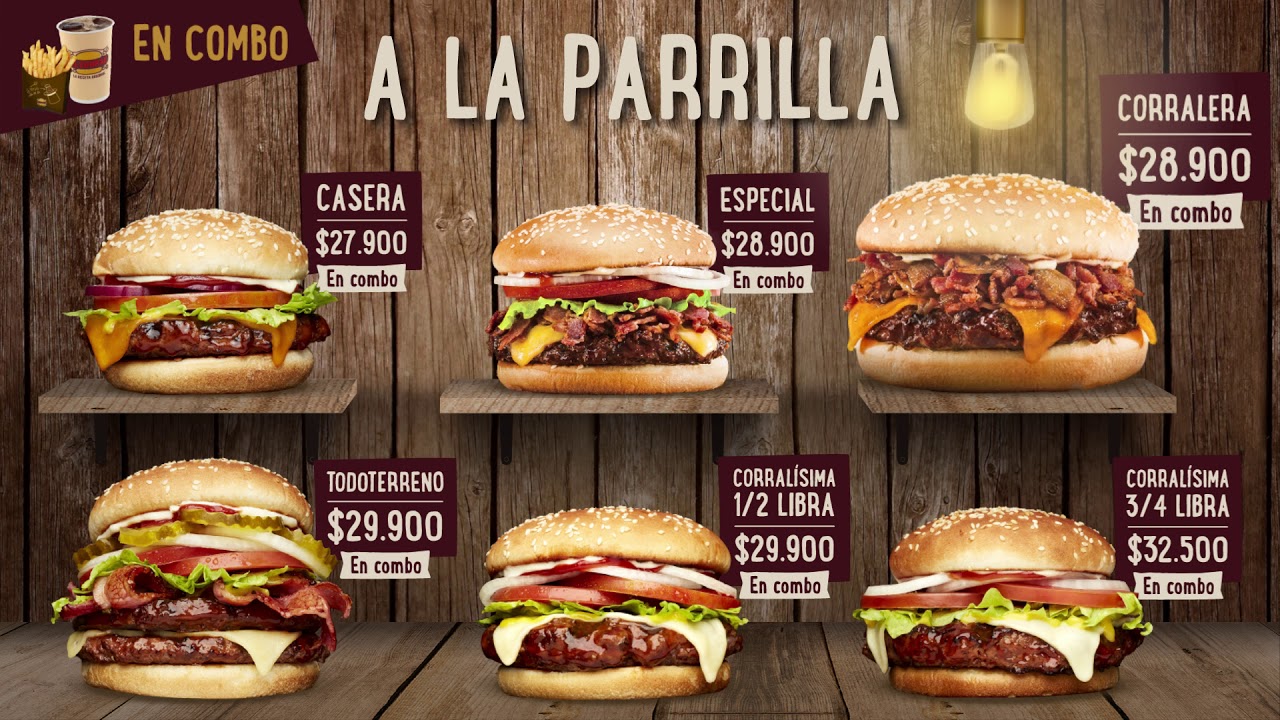 EN COMBO
A LA PARRILLA
CASERA
$27.900
En combo
ESPECIAL
$28.900
En combo
CORRALERA
$28.900
En combo
TODOTERRENO
$29.900
En combo
CORRALÍSIMA
1/2 LIBRA
$29.900
En combo
CORRALÍSIMA
3/4 LIBRA
$32.500
En combo